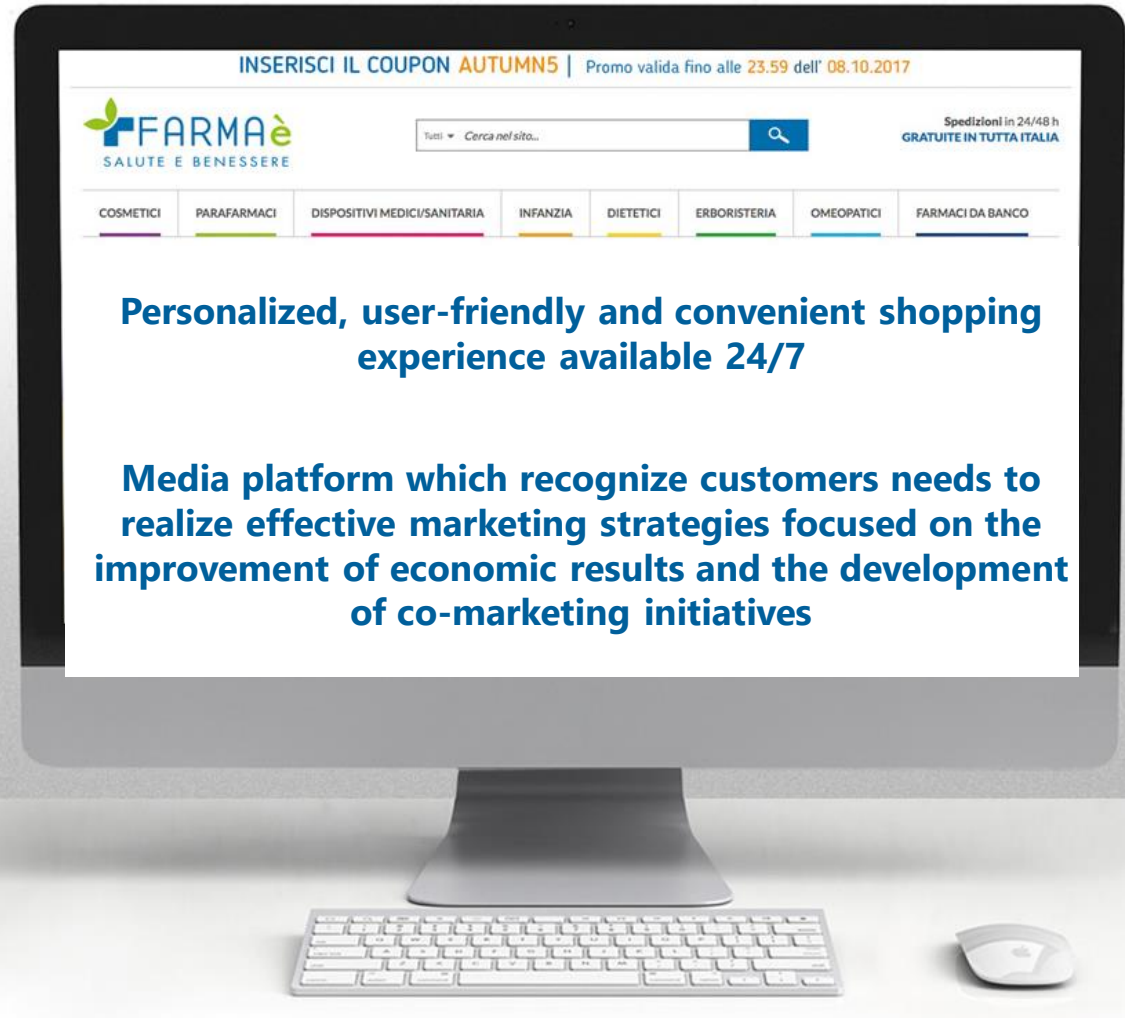 INSERISCI IL COUPON AUTUMN5 | Promo valida fino alle 23.59 dell' 08.10.2017
FARMAè
SALUTE E BENESSERE
Tutti Cerca nel sito...
Spedizioni in 24/48 h
GRATUITE IN TUTTA ITALIA
COSMETICI PARAFARMACI DISPOSITIVI MEDICI/SANITARIA INFANZIA DIETETICI ERBORISTERIA OMEOPATICI FARMACI DA BANCO
Personalized, user-friendly and convenient shopping
experience available 24/7
Media platform which recognize customers needs to
realize effective marketing strategies focused on the
improvement of economic results and the development
of co-marketing initiatives